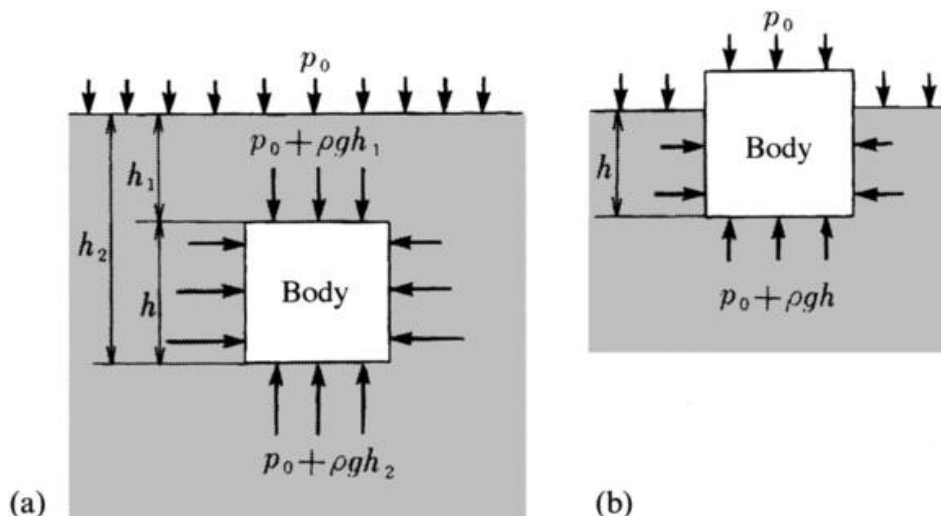 p₀
p₀ + ρgh₁
h₁
h₂
h
Body
p₀ + ρgh₂
(a)
p₀
h
Body
p₀ + ρgh
(b)